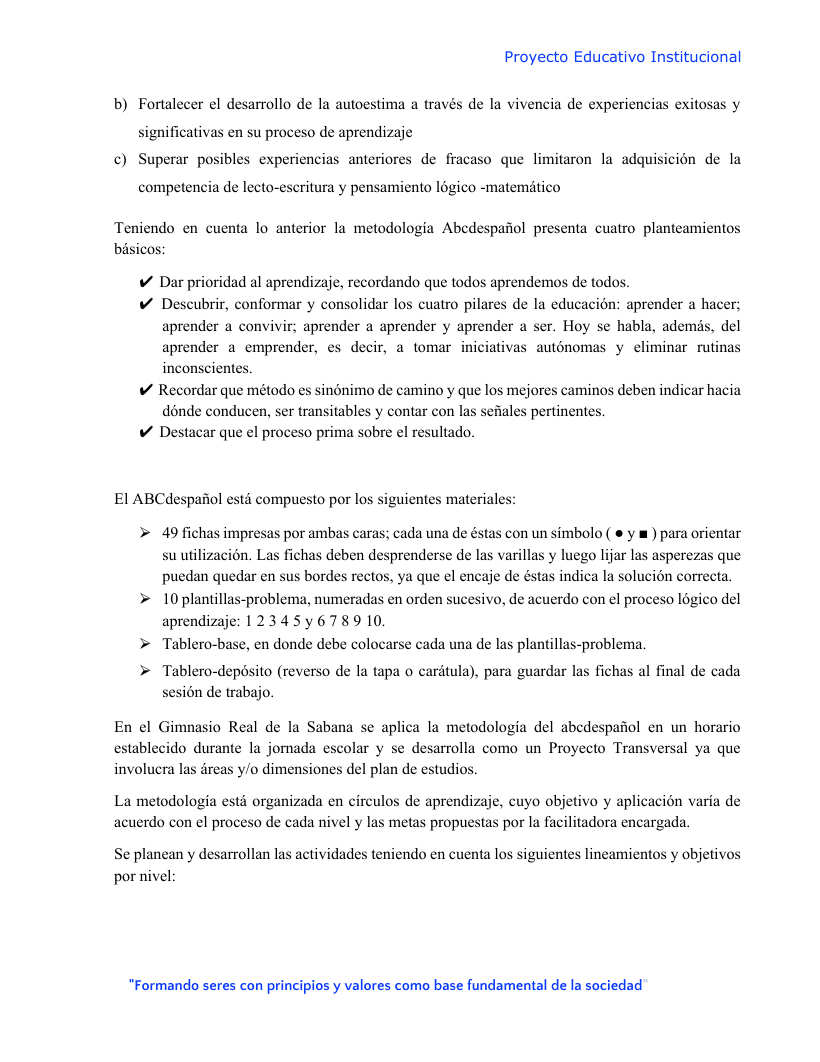 Proyecto Educativo Institucional
b) Fortalecer el desarrollo de la autoestima a través de la vivencia de experiencias exitosas y
significativas en su proceso de aprendizaje
c) Superar posibles experiencias anteriores de fracaso que limitaron la adquisición de la
competencia de lecto-escritura y pensamiento lógico -matemático
Teniendo en cuenta lo anterior la metodología Abcdespañol presenta cuatro planteamientos
básicos:
✔ Dar prioridad al aprendizaje, recordando que todos aprendemos de todos.
✔ Descubrir, conformar y consolidar los cuatro pilares de la educación: aprender a hacer;
aprender a convivir; aprender a aprender y aprender a ser. Hoy se habla, además, del
aprender a emprender, es decir, a tomar iniciativas autónomas y eliminar rutinas
inconscientes.
✔ Recordar que método es sinónimo de camino y que los mejores caminos deben indicar hacia
dónde conducen, ser transitables y contar con las señales pertinentes.
✔ Destacar que el proceso prima sobre el resultado.
El ABCdespañol está compuesto por los siguientes materiales:
➢ 49 fichas impresas por ambas caras; cada una de éstas con un símbolo ( ● y ■ ) para orientar
su utilización. Las fichas deben desprenderse de las varillas y luego lijar las asperezas que
puedan quedar en sus bordes rectos, ya que el encaje de éstas indica la solución correcta.
➢ 10 plantillas-problema, numeradas en orden sucesivo, de acuerdo con el proceso lógico del
aprendizaje: 1 2 3 4 5 y 6 7 8 9 10.
➢ Tablero-base, en donde debe colocarse cada una de las plantillas-problema.
➢ Tablero-depósito (reverso de la tapa o carátula), para guardar las fichas al final de cada
sesión de trabajo.
En el Gimnasio Real de la Sabana se aplica la metodología del abcdespañol en un horario
establecido durante la jornada escolar y se desarrolla como un Proyecto Transversal ya que
involucra las áreas y/o dimensiones del plan de estudios.
La metodología está organizada en círculos de aprendizaje, cuyo objetivo y aplicación varía de
acuerdo con el proceso de cada nivel y las metas propuestas por la facilitadora encargada.
Se planean y desarrollan las actividades teniendo en cuenta los siguientes lineamientos y objetivos
por nivel:
"Formando seres con principios y valores como base fundamental de la sociedad"